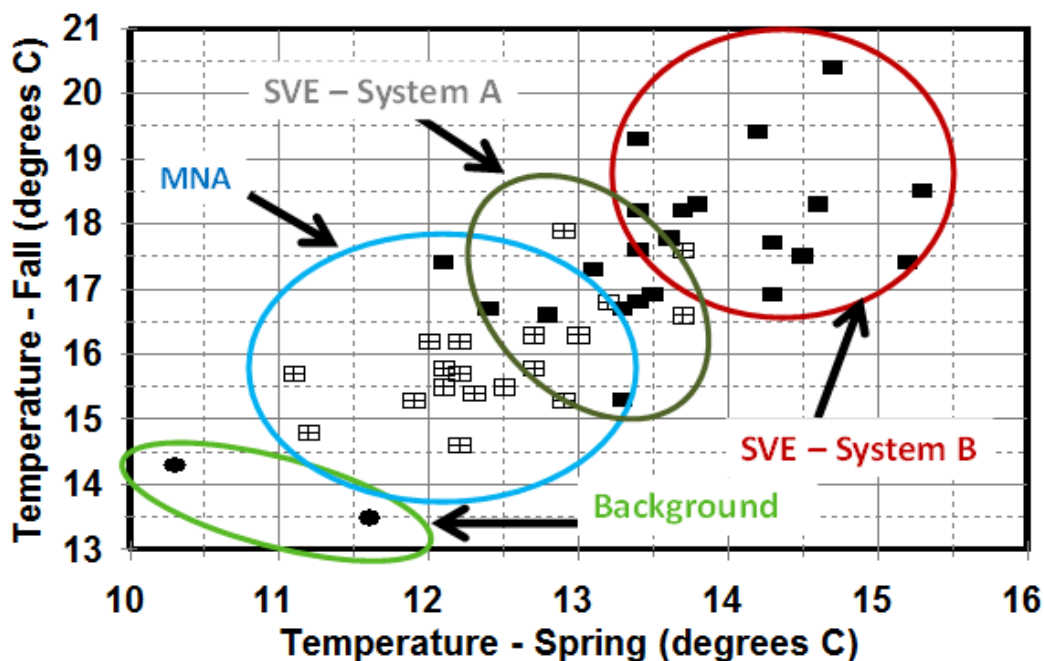 Temperature - Fall (degrees C)
21
20
19
18
17
16
15
14
13
SVE – System A
MNA
SVE – System B
Background
10 11 12 13 14 15 16
Temperature - Spring (degrees C)